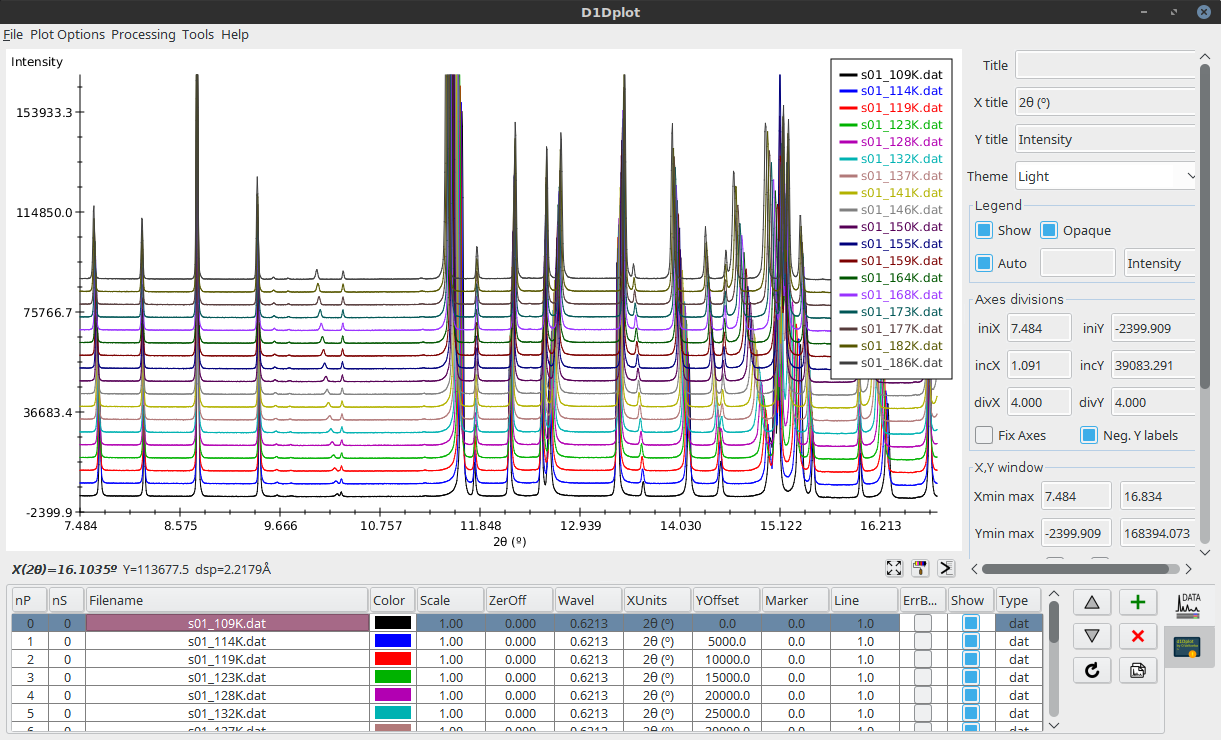 D1Dplot
File Plot Options Processing Tools Help
Intensity
153933.3
114850.0
75766.7
36683.4
-2399.9
7.484 8.575 9.666 10.757 11.848 12.939 14.030 15.122 16.213
2θ (º)
s01_109K.dat
s01_114K.dat
s01_119K.dat
s01_123K.dat
s01_128K.dat
s01_132K.dat
s01_137K.dat
s01_141K.dat
s01_146K.dat
s01_150K.dat
s01_155K.dat
s01_159K.dat
s01_164K.dat
s01_168K.dat
s01_173K.dat
s01_177K.dat
s01_182K.dat
s01_186K.dat
Title
X title 2θ (º)
Y title Intensity
Theme Light
Legend
Show Opaque
Auto Intensity
Axes divisions
iniX 7.484 iniY -2399.909
incX 1.091 incY 39083.291
divX 4.000 divY 4.000
Fix Axes Neg. Y labels
X,Y window
Xmin max 7.484 16.834
Ymin max -2399.909 168394.073
X(2θ)=16.1035º Y=113677.5 dsp=2.2179Å
nP nS Filename Color Scale ZerOff Wavel XUnits YOffset Marker Line ErrB... Show Type
0 0 s01_109K.dat 1.00 0.000 0.6213 2θ (º) 0.0 0.0 1.0 dat
1 0 s01_114K.dat 1.00 0.000 0.6213 2θ (º) 5000.0 0.0 1.0 dat
2 0 s01_119K.dat 1.00 0.000 0.6213 2θ (º) 10000.0 0.0 1.0 dat
3 0 s01_123K.dat 1.00 0.000 0.6213 2θ (º) 15000.0 0.0 1.0 dat
4 0 s01_128K.dat 1.00 0.000 0.6213 2θ (º) 20000.0 0.0 1.0 dat
5 0 s01_132K.dat 1.00 0.000 0.6213 2θ (º) 25000.0 0.0 1.0 dat
DATA